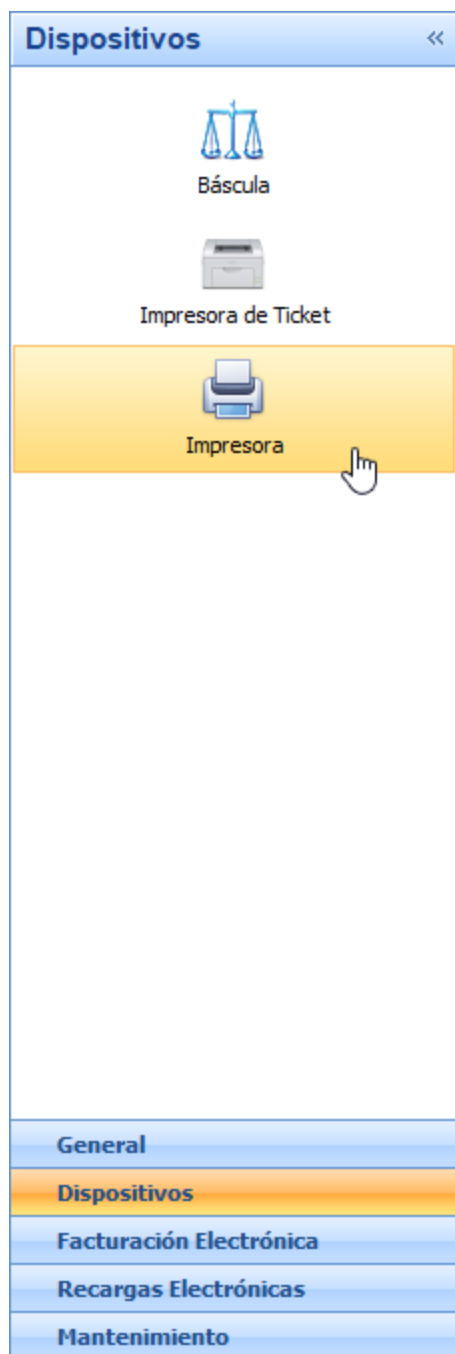 Dispositivos
Báscula
Impresora de Ticket
Impresora
General
Dispositivos
Facturación Electrónica
Recargas Electrónicas
Mantenimiento